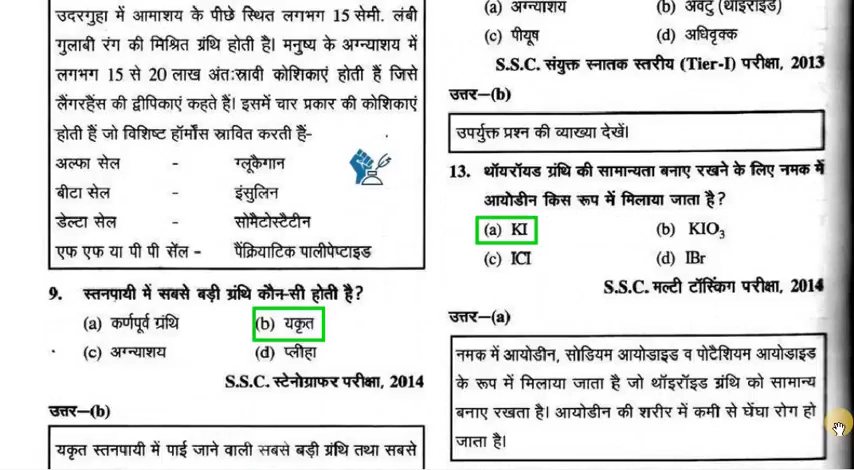 उदरगुहा में आमाशय के पीछे स्थित लगभग 15 सेमी. लंबी
गुलाबी रंग की मिश्रित ग्रंथि होती है। मनुष्य के अग्न्याशय में
लगभग 15 से 20 लाख अंतःस्रावी कोशिकाएं होती हैं जिसे
लैंगरहैंस की द्वीपिकाएं कहते हैं। इसमें चार प्रकार की कोशिकाएं
होती हैं जो विशिष्ट हॉर्मोंस स्रावित करती हैं-
अल्फा सेल - ग्लूकैगान
बीटा सेल - इंसुलिन
डेल्टा सेल - सोमैटोस्टैटीन
एफ एफ या पी पी सेंल - पैंक्रियाटिक पालीपेप्टाइड
9. स्तनपायी में सबसे बड़ी ग्रंथि कौन-सी होती है?
(a) कर्णपूर्व ग्रंथि (b) यकृत
(c) अग्न्याशय (d) प्लीहा
S.S.C. स्टेनोग्राफर परीक्षा, 2014
उत्तर—(b)
यकृत स्तनपायी में पाई जाने वाली सबसे बड़ी ग्रंथि तथा सबसे
(a) अग्न्याशय (b) अवटु (थाइराइड)
(c) पीयूष (d) अधिवृक्क
S.S.C. संयुक्त स्नातक स्तरीय (Tier-I) परीक्षा, 2013
उत्तर—(b)
उपर्युक्त प्रश्न की व्याख्या देखें।
13. थॉयरॉयड ग्रंथि की सामान्यता बनाए रखने के लिए नमक में
आयोडीन किस रूप में मिलाया जाता है?
(a) KI (b) KIO₃
(c) ICI (d) IBr
S.S.C. मल्टी टॉस्किंग परीक्षा, 2014
उत्तर—(a)
नमक में आयोडीन, सोडियम आयोडाइड व पोटैशियम आयोडाइड
के रूप में मिलाया जाता है जो थॉइरॉइड ग्रंथि को सामान्य
बनाए रखता है। आयोडीन की शरीर में कमी से घेंघा रोग हो
जाता है।